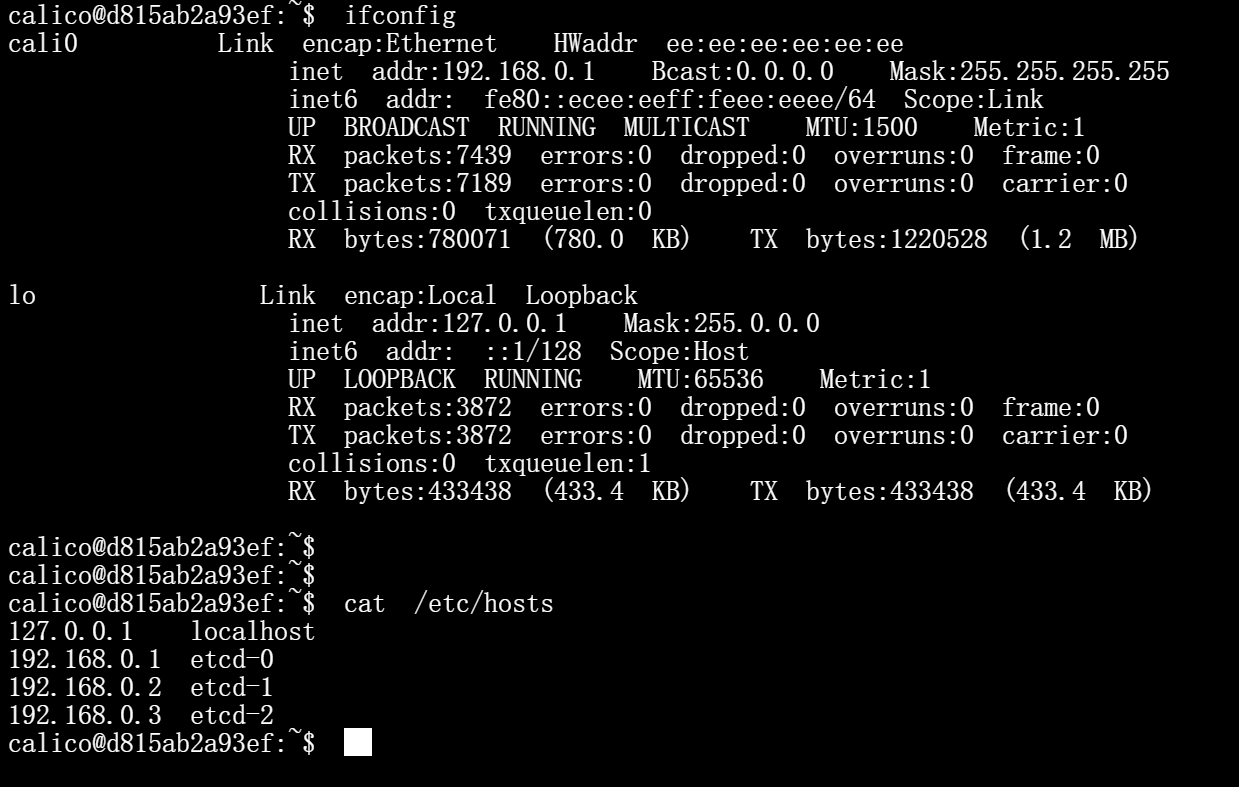 calico@d815ab2a93ef:~$ ifconfig
cali0 Link encap:Ethernet HWaddr ee:ee:ee:ee:ee:ee
inet addr:192.168.0.1 Bcast:0.0.0.0 Mask:255.255.255.255
inet6 addr: fe80::ecee:eeff:feee:eeee/64 Scope:Link
UP BROADCAST RUNNING MULTICAST MTU:1500 Metric:1
RX packets:7439 errors:0 dropped:0 overruns:0 frame:0
TX packets:7189 errors:0 dropped:0 overruns:0 carrier:0
collisions:0 txqueuelen:0
RX bytes:780071 (780.0 KB) TX bytes:1220528 (1.2 MB)
lo Link encap:Local Loopback
inet addr:127.0.0.1 Mask:255.0.0.0
inet6 addr: ::1/128 Scope:Host
UP LOOPBACK RUNNING MTU:65536 Metric:1
RX packets:3872 errors:0 dropped:0 overruns:0 frame:0
TX packets:3872 errors:0 dropped:0 overruns:0 carrier:0
collisions:0 txqueuelen:1
RX bytes:433438 (433.4 KB) TX bytes:433438 (433.4 KB)
calico@d815ab2a93ef:~$
calico@d815ab2a93ef:~$
calico@d815ab2a93ef:~$ cat /etc/hosts
127.0.0.1 localhost
192.168.0.1 etcd-0
192.168.0.2 etcd-1
192.168.0.3 etcd-2
calico@d815ab2a93ef:~$